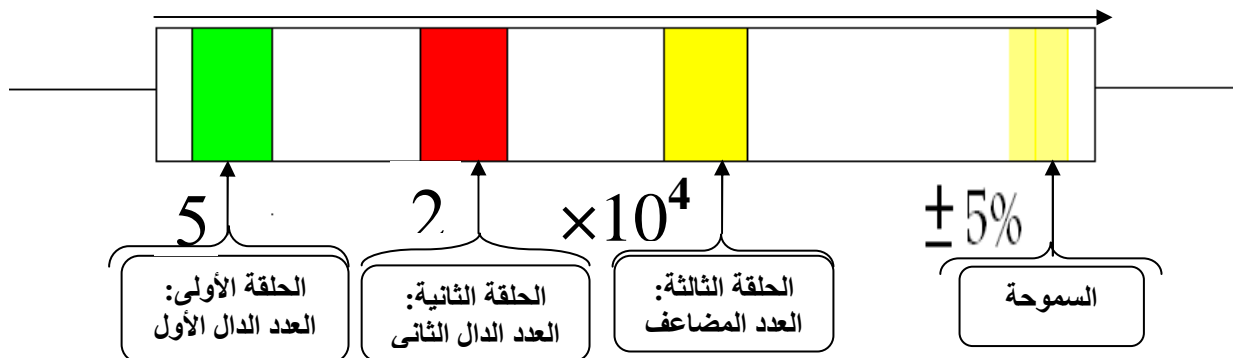 5
2
×10⁴
± 5%
الحلقة الأولى:
العدد الدال الأول
الحلقة الثانية:
العدد الدال الثاني
الحلقة الثالثة:
العدد المضاعف
السموحة